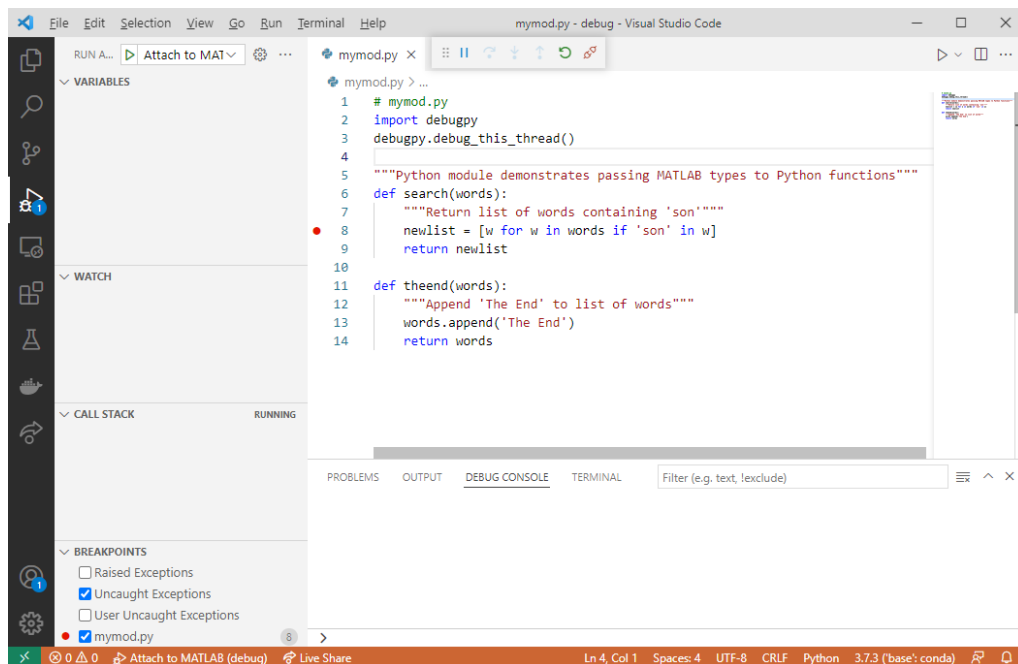 File Edit Selection View Go Run Terminal Help mymod.py - debug - Visual Studio Code
RUN A... Attach to MAT
mymod.py
VARIABLES
mymod.py > ...
1 # mymod.py
2 import debugpy
3 debugpy.debug_this_thread()
4
5 """Python module demonstrates passing MATLAB types to Python functions"""
6 def search(words):
7 """Return list of words containing 'son'"""
8 newlist = [w for w in words if 'son' in w]
9 return newlist
10
11 def theend(words):
12 """Append 'The End' to list of words"""
13 words.append('The End')
14 return words
1
WATCH
CALL STACK RUNNING
PROBLEMS OUTPUT DEBUG CONSOLE TERMINAL Filter (e.g. text, !exclude)
BREAKPOINTS
Raised Exceptions
Uncaught Exceptions
User Uncaught Exceptions
mymod.py 8
1
>
0 0 Attach to MATLAB (debug) Live Share Ln 4, Col 1 Spaces: 4 UTF-8 CRLF Python 3.7.3 ('base': conda)